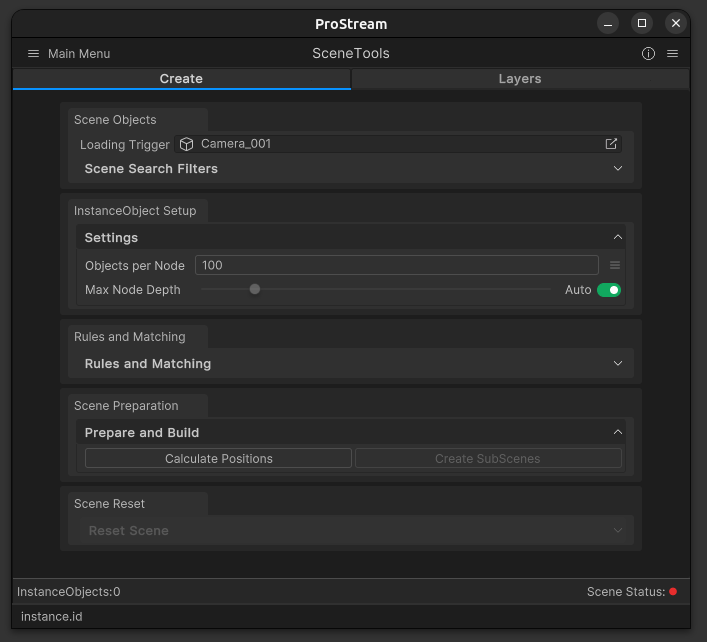 ProStream
Main Menu SceneTools
Create Layers
Scene Objects
Loading Trigger Camera_001
Scene Search Filters
InstanceObject Setup
Settings
Objects per Node 100
Max Node Depth Auto
Rules and Matching
Rules and Matching
Scene Preparation
Prepare and Build
Calculate Positions Create SubScenes
Scene Reset
Reset Scene
InstanceObjects:0 Scene Status:
instance.id